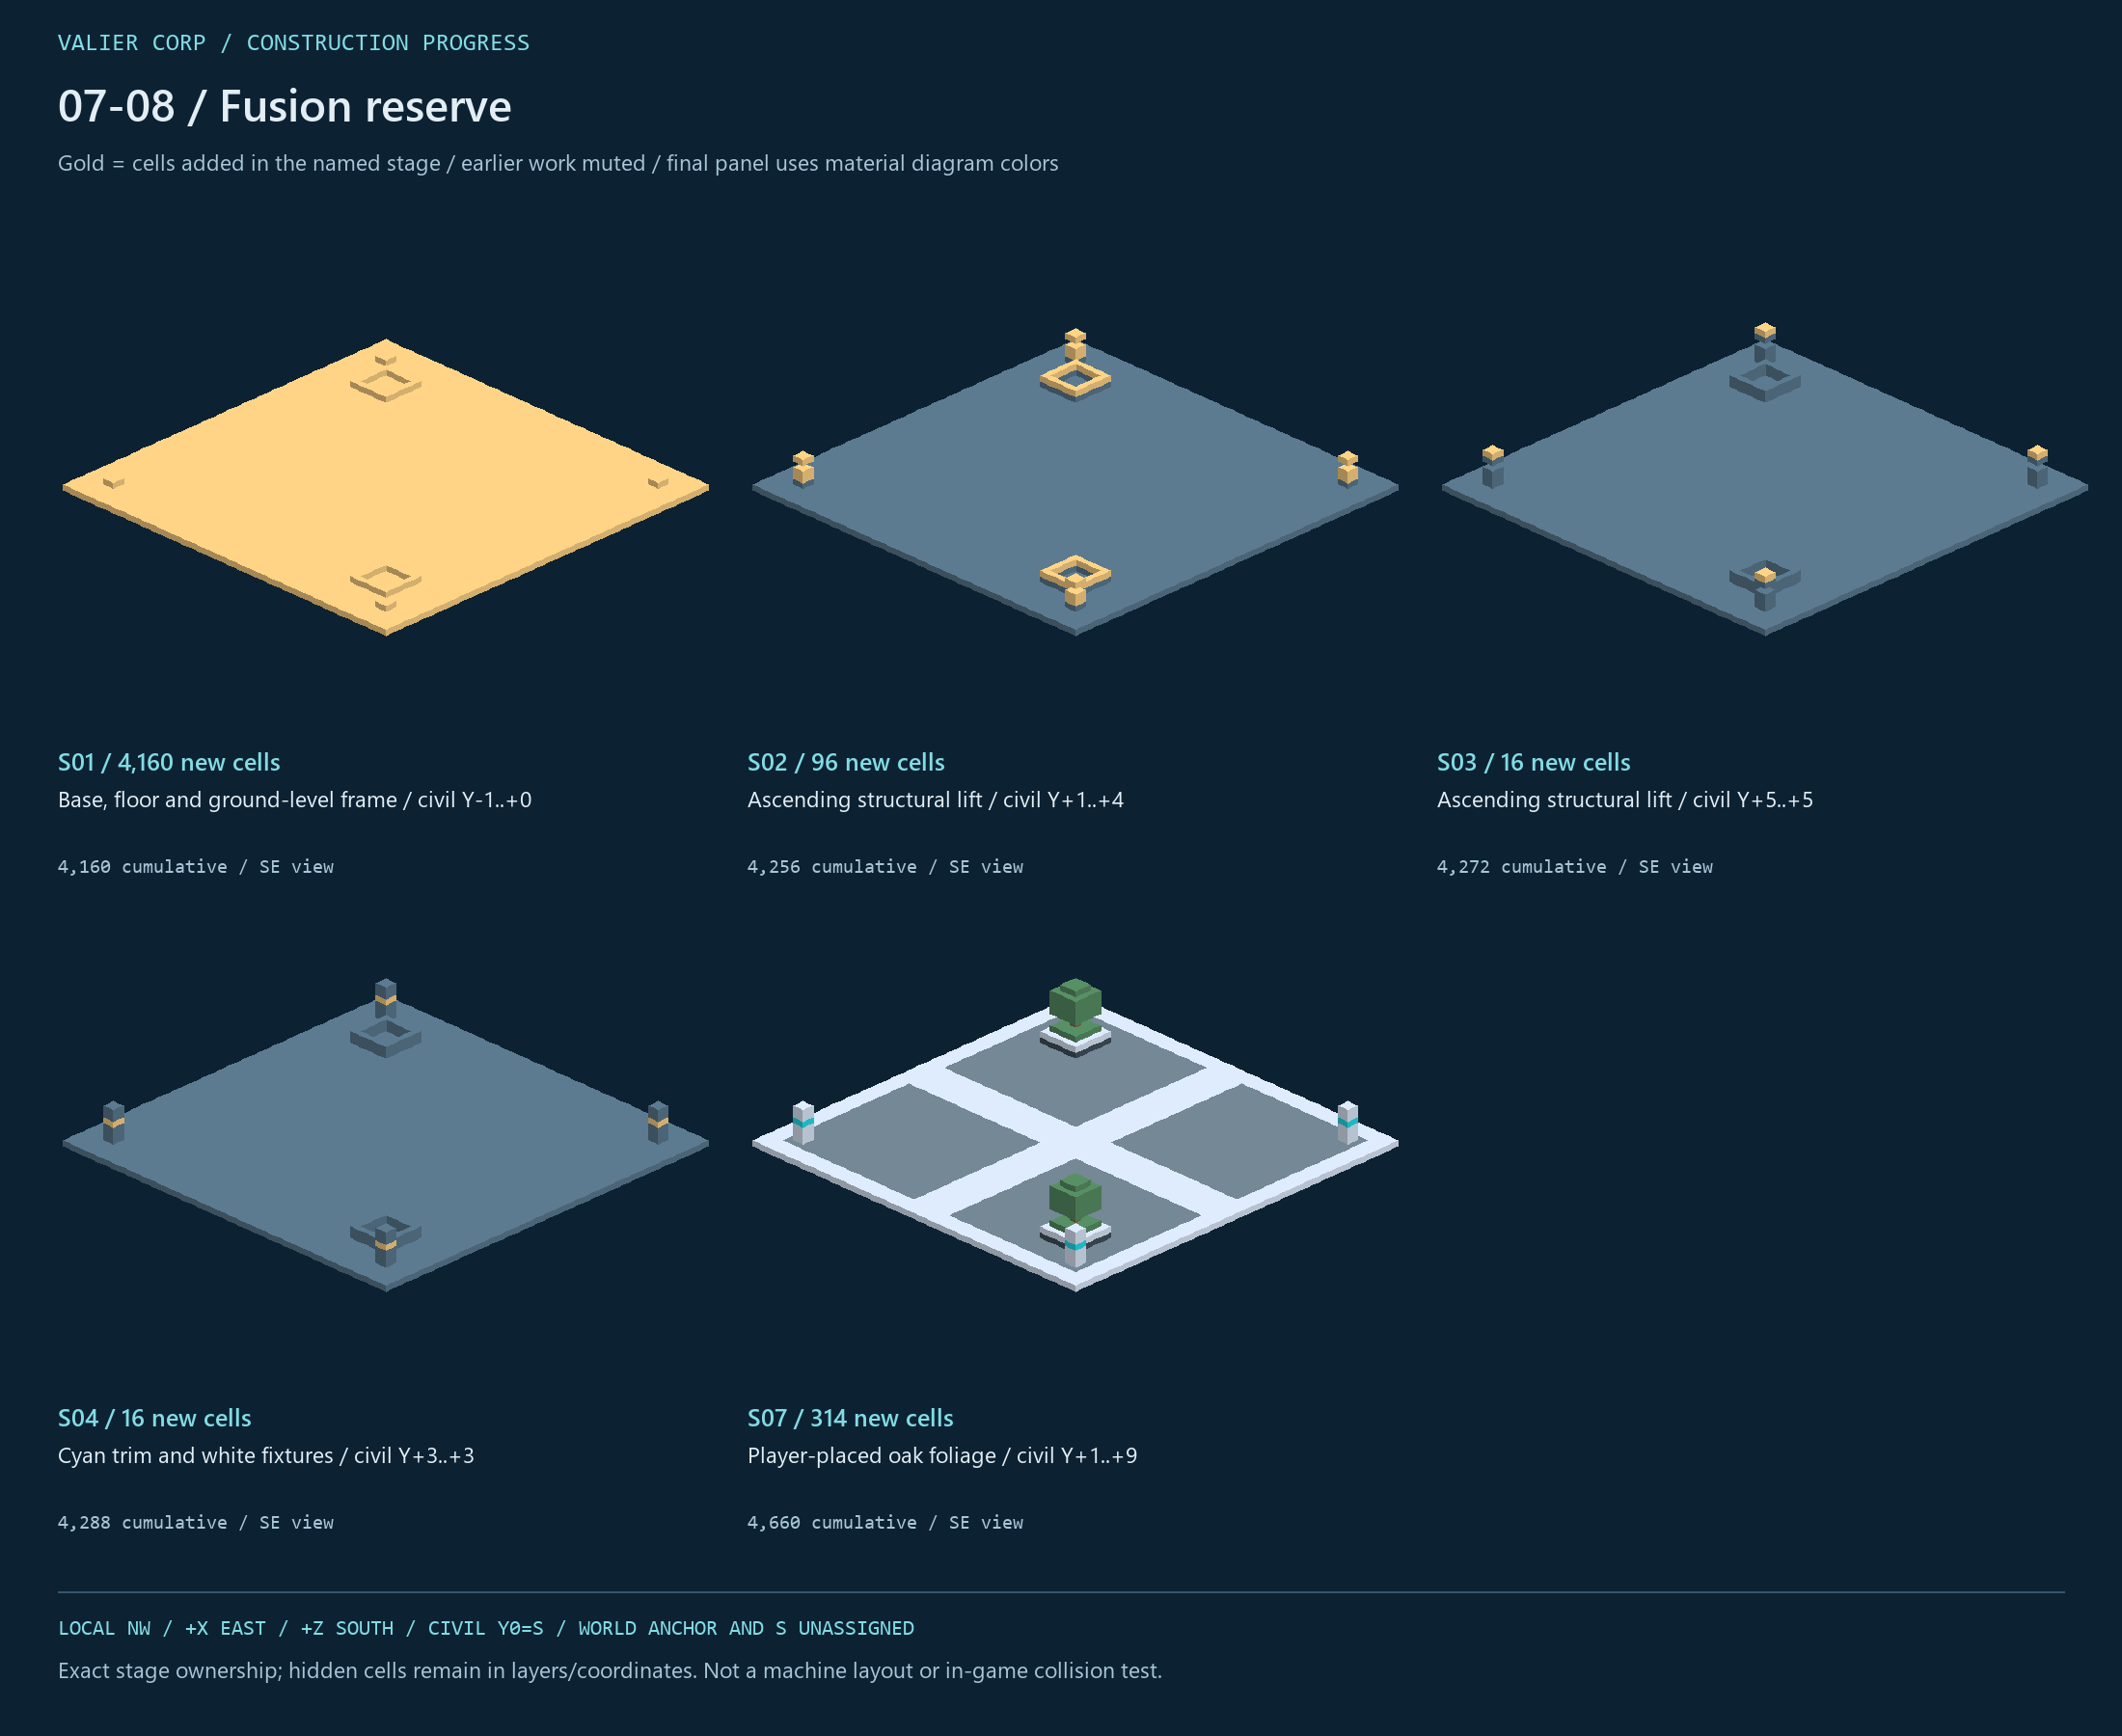 VALIER CORP / CONSTRUCTION PROGRESS
07-08 / Fusion reserve
Gold = cells added in the named stage / earlier work muted / final panel uses material diagram colors
S01 / 4,160 new cells
Base, floor and ground-level frame / civil Y-1..+0
4,160 cumulative / SE view
S02 / 96 new cells
Ascending structural lift / civil Y+1..+4
4,256 cumulative / SE view
S03 / 16 new cells
Ascending structural lift / civil Y+5..+5
4,272 cumulative / SE view
S04 / 16 new cells
Cyan trim and white fixtures / civil Y+3..+3
4,288 cumulative / SE view
S07 / 314 new cells
Player-placed oak foliage / civil Y+1..+9
4,660 cumulative / SE view
LOCAL NW / +X EAST / +Z SOUTH / CIVIL Y0=S / WORLD ANCHOR AND S UNASSIGNED
Exact stage ownership; hidden cells remain in layers/coordinates. Not a machine layout or in-game collision test.